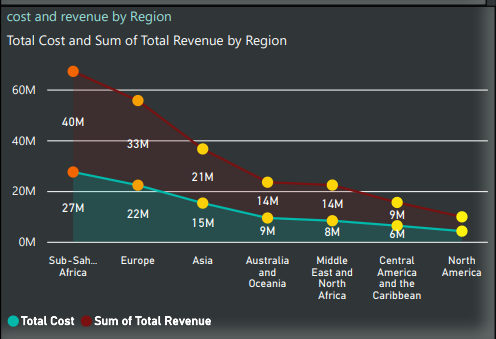 cost and revenue by Region
Total Cost and Sum of Total Revenue by Region
60M
40M
20M
0M
40M
33M
21M
14M
14M
9M
27M
22M
15M
9M
8M
6M
Sub-Sah...
Africa
Europe
Asia
Australia
and
Oceania
Middle
East and
North
Africa
Central
America
and the
Caribbean
North
America
Total Cost
Sum of Total Revenue